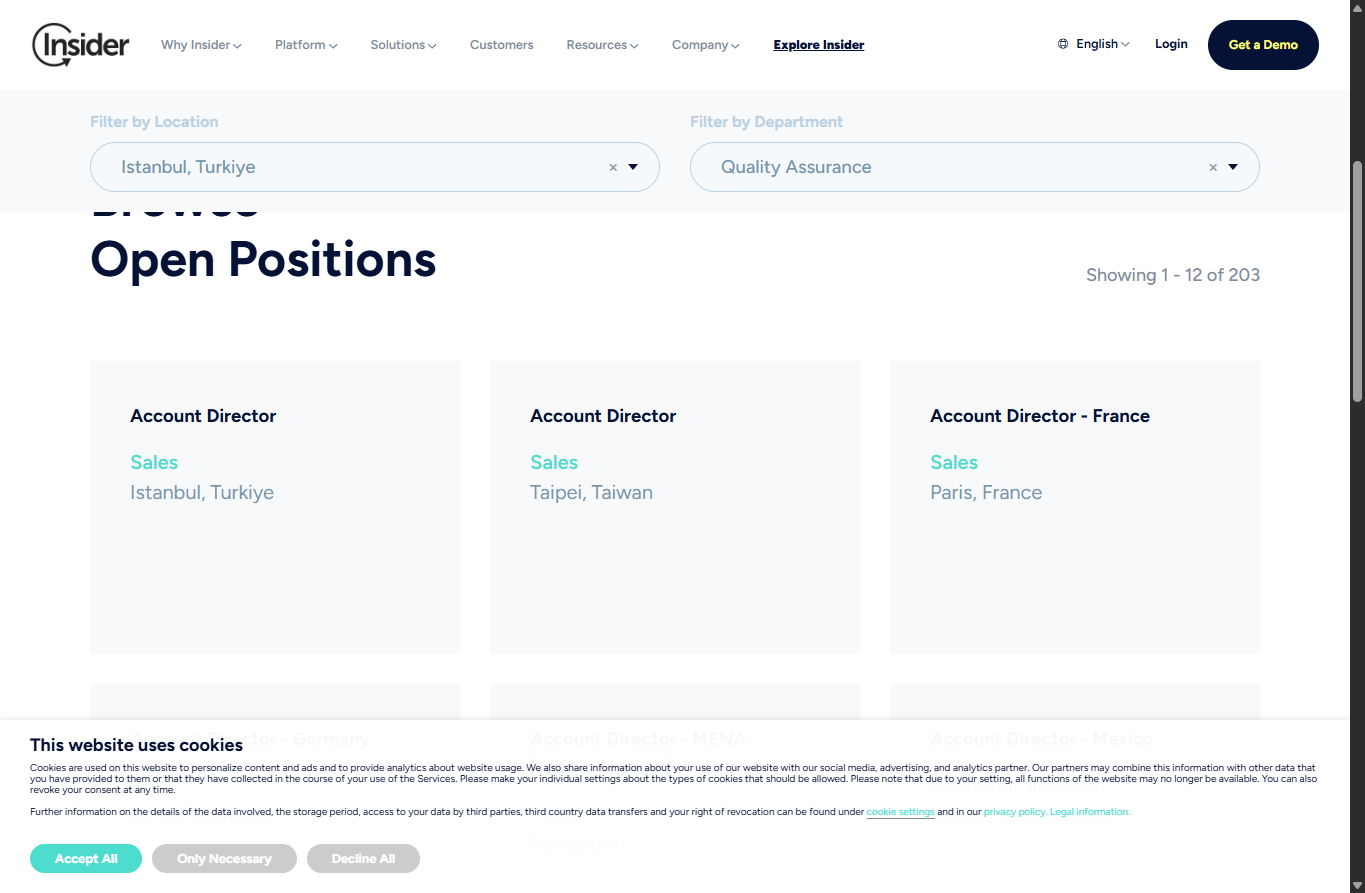 Insider
Why Insider
Platform
Solutions
Customers
Resources
Company
Explore Insider
English
Login
Get a Demo
Filter by Location
Filter by Department
Istanbul, Turkiye
×
Quality Assurance
×
Browse
Open Positions
Showing 1 - 12 of 203
Account Director
Sales
Istanbul, Turkiye
Account Director
Sales
Taipei, Taiwan
Account Director - France
Sales
Paris, France
Account Director - Germany
Account Director - MENA
Account Director - Mexico
Customer Success
Bengaluru
This website uses cookies
Cookies are used on this website to personalize content and ads and to provide analytics about website usage. We also share information about your use of our website with our social media, advertising, and analytics partner. Our partners may combine this information with other data that
you have provided to them or that they have collected in the course of your use of the Services. Please make your individual settings about the types of cookies that should be allowed. Please note that due to your setting, all functions of the website may no longer be available. You can also
revoke your consent at any time.
Further information on the details of the data involved, the storage period, access to your data by third parties, third country data transfers and your right of revocation can be found under cookie settings and in our privacy policy. Legal information.
Accept All
Only Necessary
Decline All